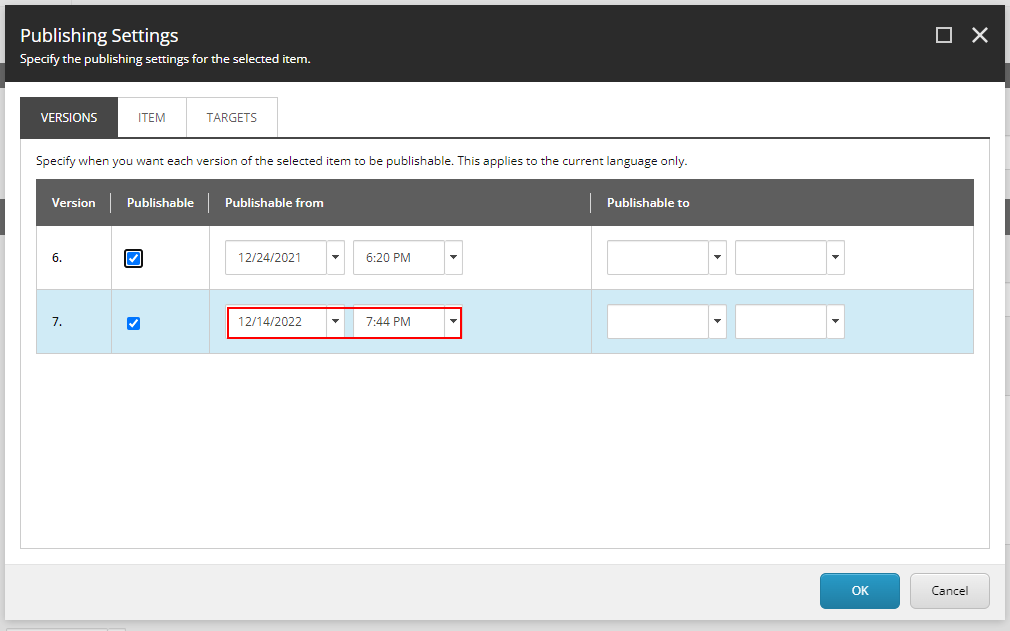 Publishing Settings
Specify the publishing settings for the selected item.
VERSIONS ITEM TARGETS
Specify when you want each version of the selected item to be publishable. This applies to the current language only.
Version Publishable Publishable from Publishable to
6. 12/24/2021 6:20 PM
7. 12/14/2022 7:44 PM
OK Cancel